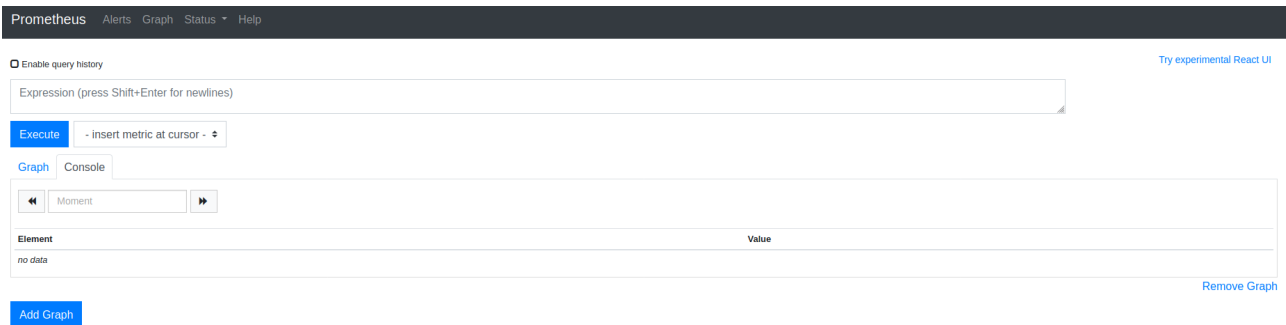 Prometheus Alerts Graph Status Help
Enable query history
Try experimental React UI
Expression (press Shift+Enter for newlines)
Execute - insert metric at cursor -
Graph Console
Moment
Element Value
no data
Remove Graph
Add Graph